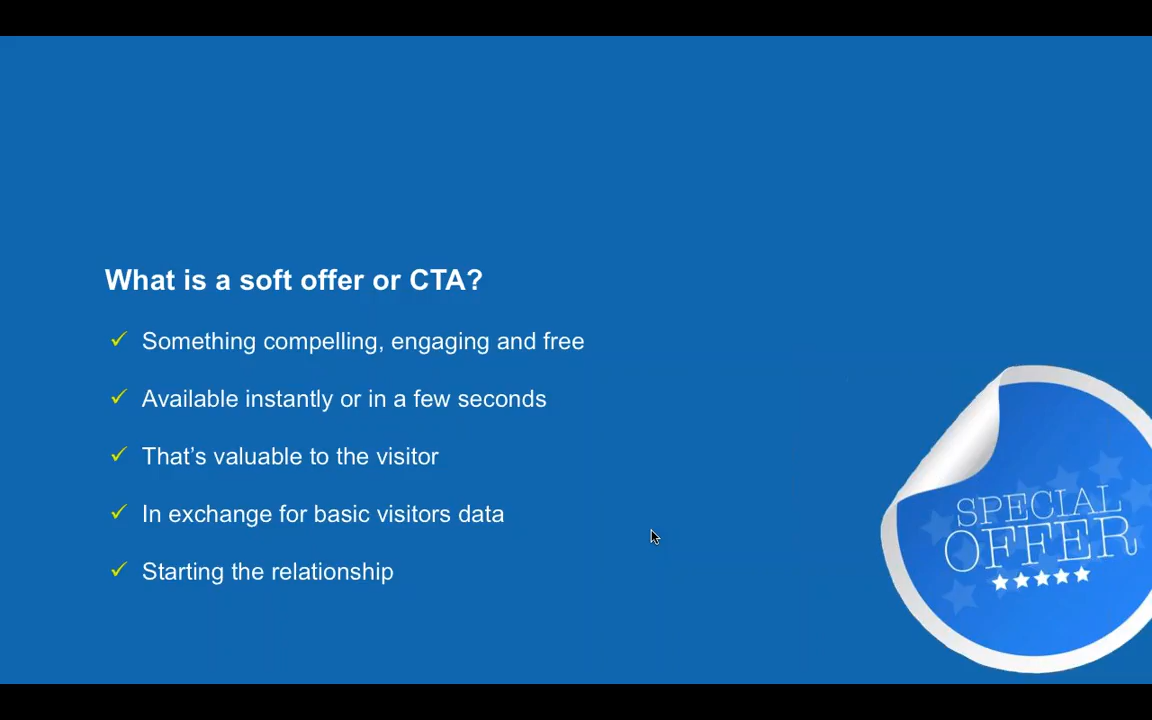 What is a soft offer or CTA?
✓ Something compelling, engaging and free
✓ Available instantly or in a few seconds
✓ That’s valuable to the visitor
✓ In exchange for basic visitors data
✓ Starting the relationship
SPECIAL
OFFER